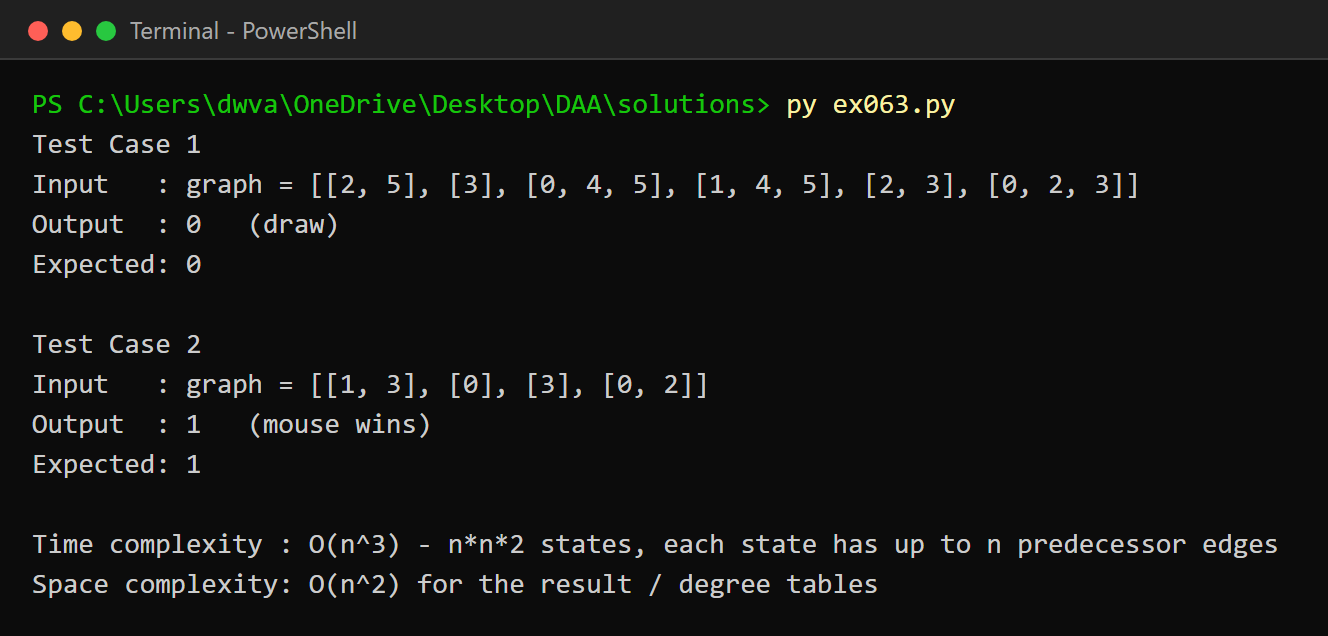 Terminal - PowerShell
PS C:\Users\dwva\OneDrive\Desktop\DAA\solutions> py ex063.py
Test Case 1
Input   : graph = [[2, 5], [3], [0, 4, 5], [1, 4, 5], [2, 3], [0, 2, 3]]
Output  : 0   (draw)
Expected: 0

Test Case 2
Input   : graph = [[1, 3], [0], [3], [0, 2]]
Output  : 1   (mouse wins)
Expected: 1

Time complexity : O(n^3) - n*n*2 states, each state has up to n predecessor edges
Space complexity: O(n^2) for the result / degree tables